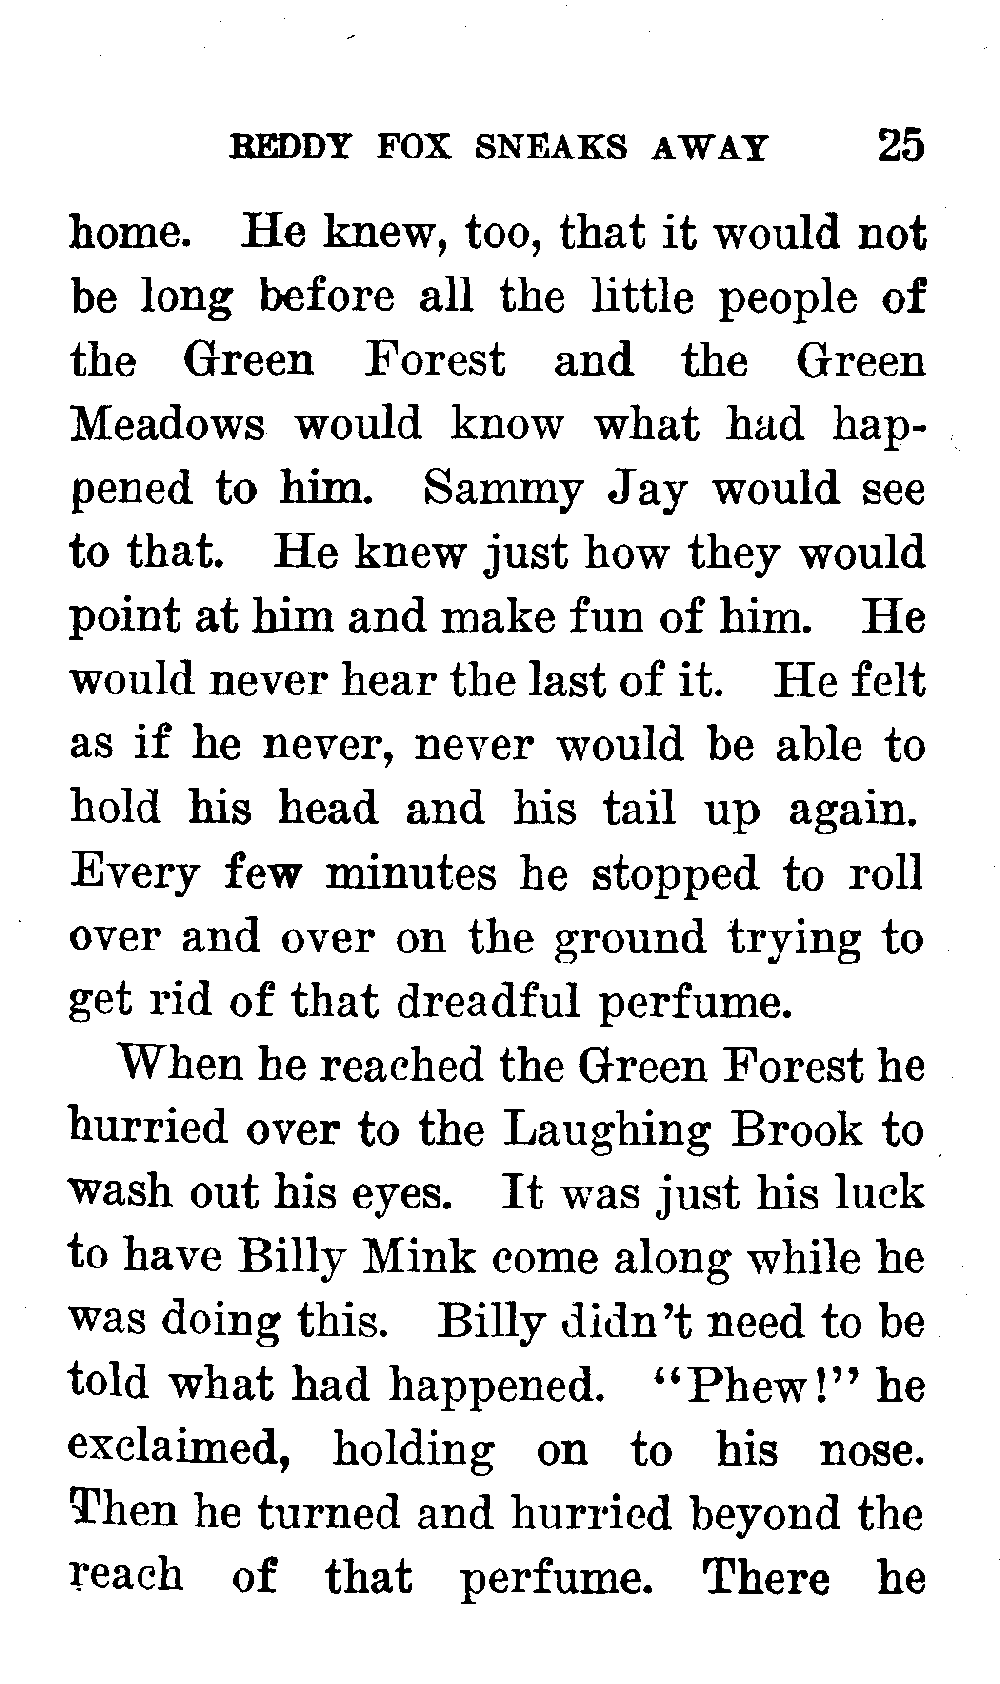 REDDY FOX SNEAKS AWAY 25
home. He knew, too, that it would not
be long before all the little people of
the Green Forest and the Green
Meadows would know what had hap-
pened to him. Sammy Jay would see
to that. He knew just how they would
point at him and make fun of him. He
would never hear the last of it. He felt
as if he never, never would be able to
hold his head and his tail up again.
Every few minutes he stopped to roll
over and over on the ground trying to
get rid of that dreadful perfume.
When he reached the Green Forest he
hurried over to the Laughing Brook to
wash out his eyes. It was just his luck
to have Billy Mink come along while he
was doing this. Billy didn't need to be
told what had happened. "Phew!" he
exclaimed, holding on to his nose.
Then he turned and hurried beyond the
reach of that perfume. There he